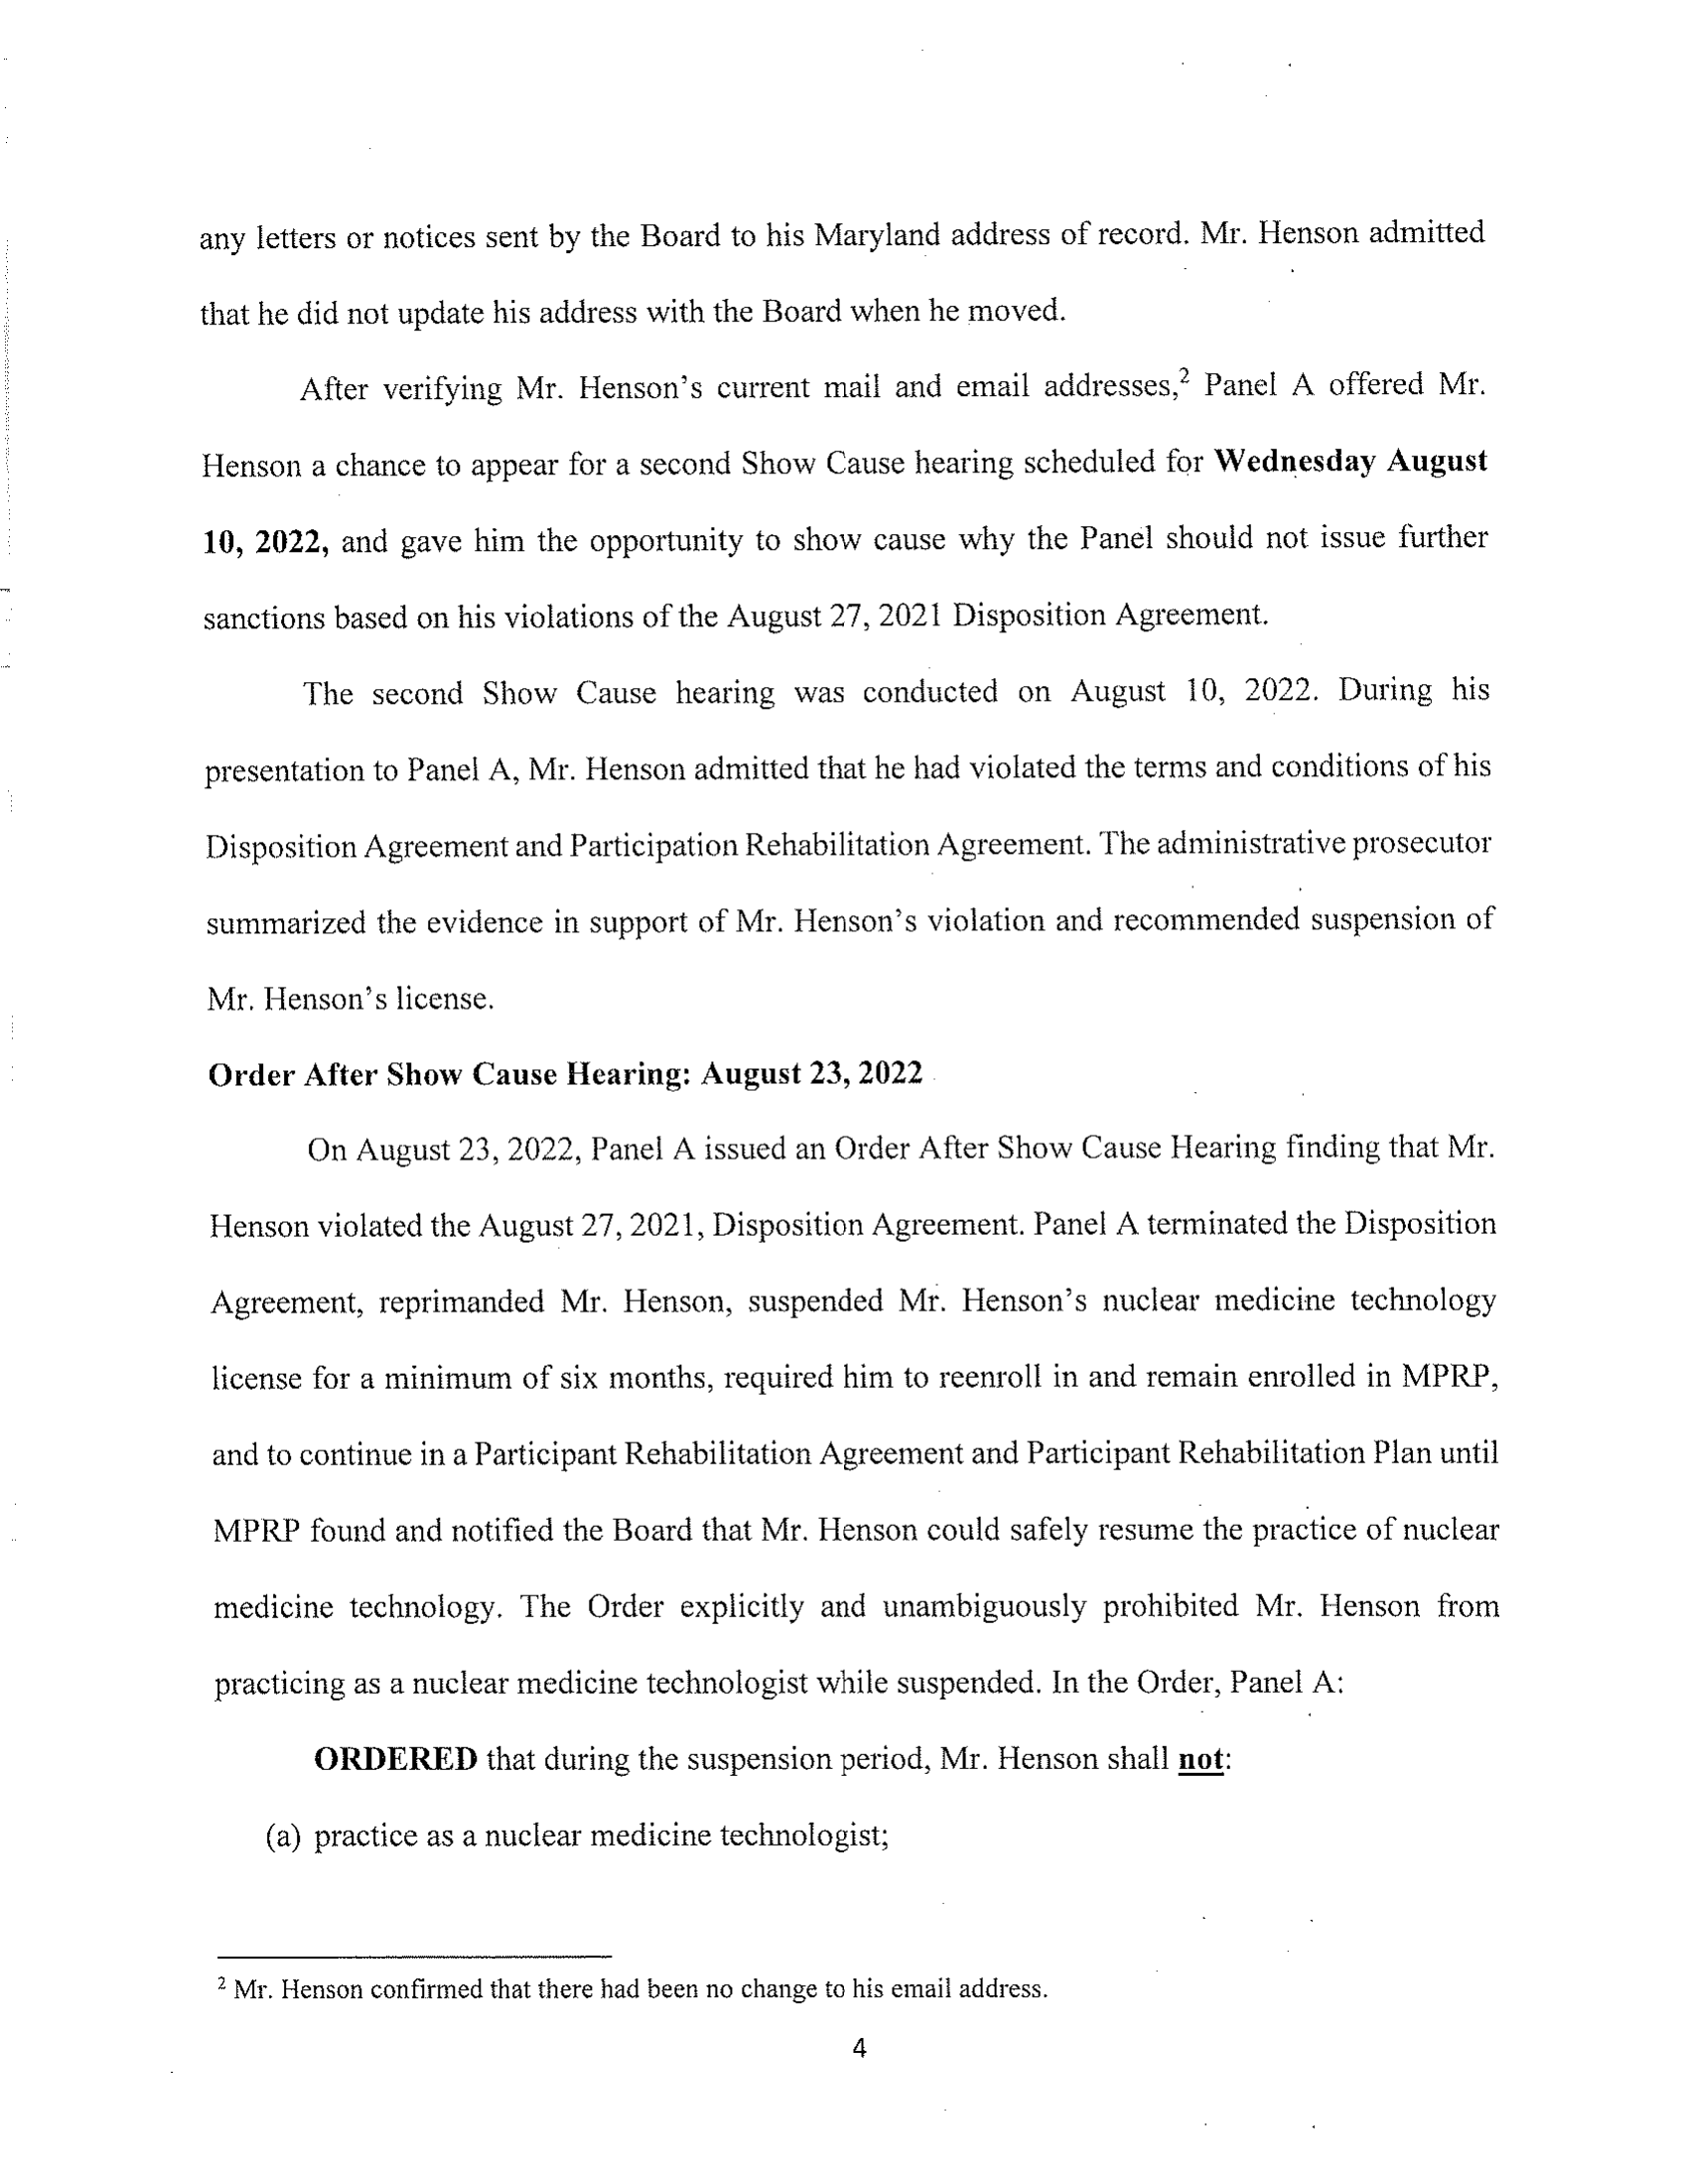 any letters or notices sent by the Board to his Maryland address of record. Mr. Henson admitted
that he did not update his address with the Board when he moved.
After verifying Mr. Henson's current mail and email addresses,² Panel A offered Mr.
Henson a chance to appear for a second Show Cause hearing scheduled for Wednesday August
10, 2022, and gave him the opportunity to show cause why the Panel should not issue further
sanctions based on his violations of the August 27, 2021 Disposition Agreement.
The second Show Cause hearing was conducted on August 10, 2022. During his
presentation to Panel A, Mr. Henson admitted that he had violated the terms and conditions of his
Disposition Agreement and Participation Rehabilitation Agreement. The administrative prosecutor
summarized the evidence in support of Mr. Henson's violation and recommended suspension of
Mr. Henson's license.
Order After Show Cause Hearing: August 23, 2022
On August 23, 2022, Panel A issued an Order After Show Cause Hearing finding that Mr.
Henson violated the August 27, 2021, Disposition Agreement. Panel A terminated the Disposition
Agreement, reprimanded Mr. Henson, suspended Mr. Henson's nuclear medicine technology
license for a minimum of six months, required him to reenroll in and remain enrolled in MPRP,
and to continue in a Participant Rehabilitation Agreement and Participant Rehabilitation Plan until
MPRP found and notified the Board that Mr. Henson could safely resume the practice of nuclear
medicine technology. The Order explicitly and unambiguously prohibited Mr. Henson from
practicing as a nuclear medicine technologist while suspended. In the Order, Panel A:
ORDERED that during the suspension period, Mr. Henson shall not:
(a) practice as a nuclear medicine technologist;
² Mr. Henson confirmed that there had been no change to his email address.
4